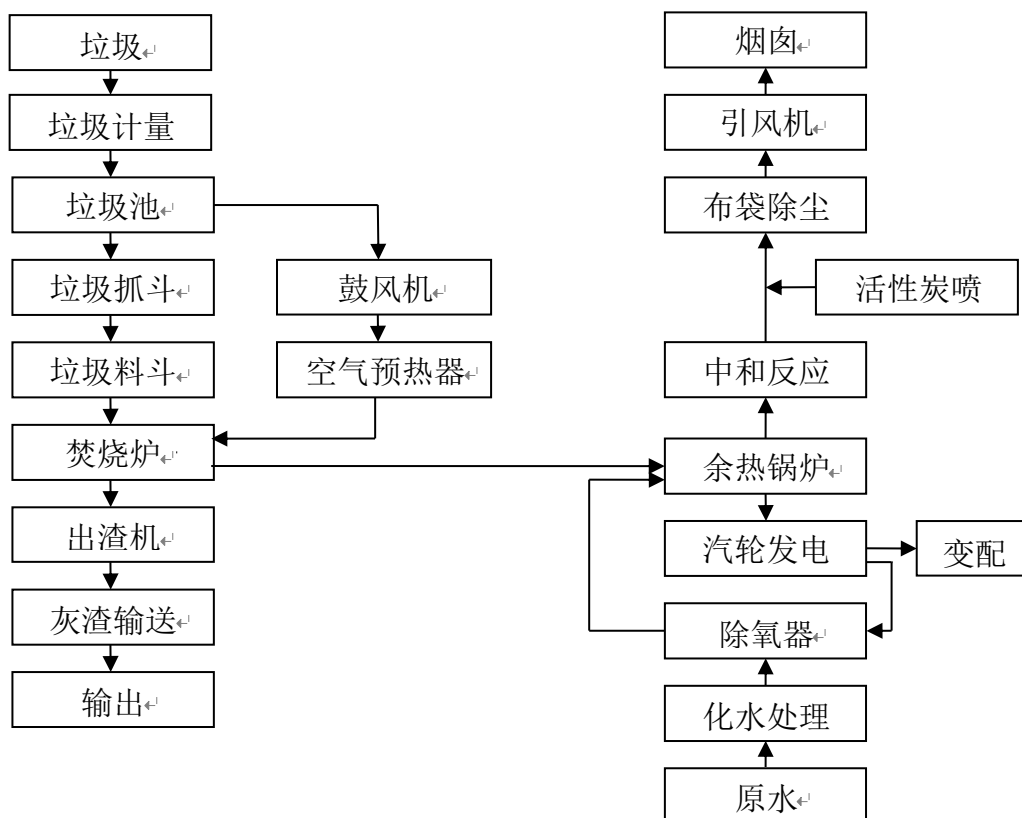 垃圾
垃圾计量
垃圾池
垃圾抓斗
垃圾料斗
焚烧炉
出渣机
灰渣输送
输出
鼓风机
空气预热器
烟囱
引风机
布袋除尘
活性炭喷
中和反应
余热锅炉
汽轮发电
变配
除氧器
化水处理
原水